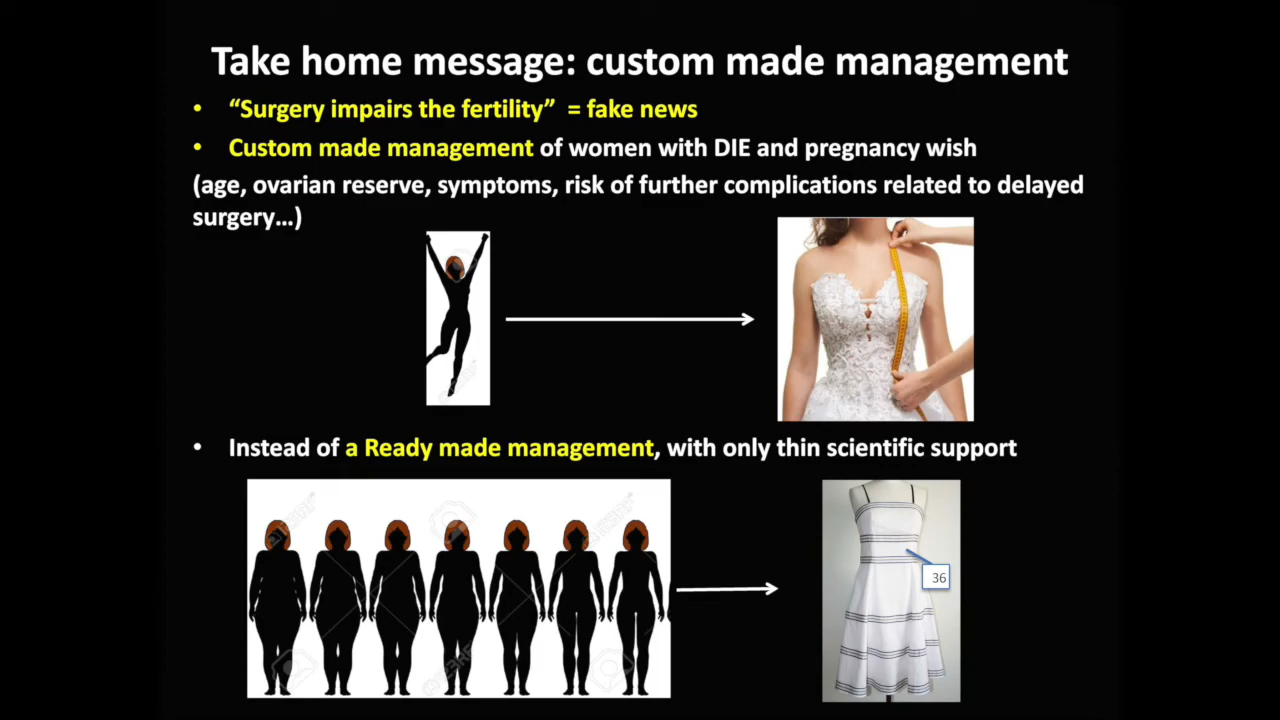 Take home message: custom made management
• “Surgery impairs the fertility” = fake news
• Custom made management of women with DIE and pregnancy wish
(age, ovarian reserve, symptoms, risk of further complications related to delayed
surgery…)
• Instead of a Ready made management, with only thin scientific support
36